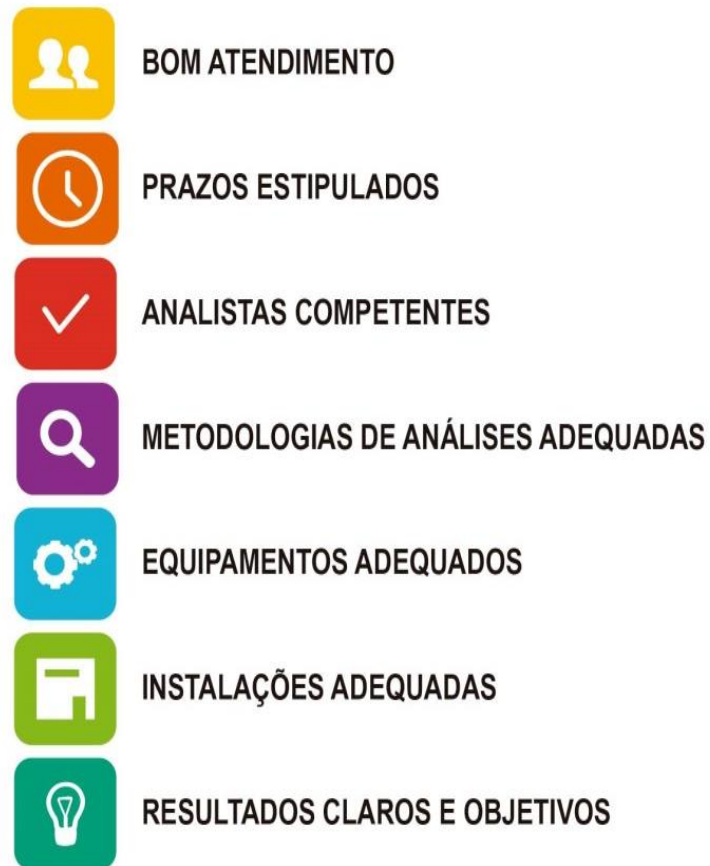 BOM ATENDIMENTO
PRAZOS ESTIPULADOS
ANALISTAS COMPETENTES
METODOLOGIAS DE ANÁLISES ADEQUADAS
EQUIPAMENTOS ADEQUADOS
INSTALAÇÕES ADEQUADAS
RESULTADOS CLAROS E OBJETIVOS